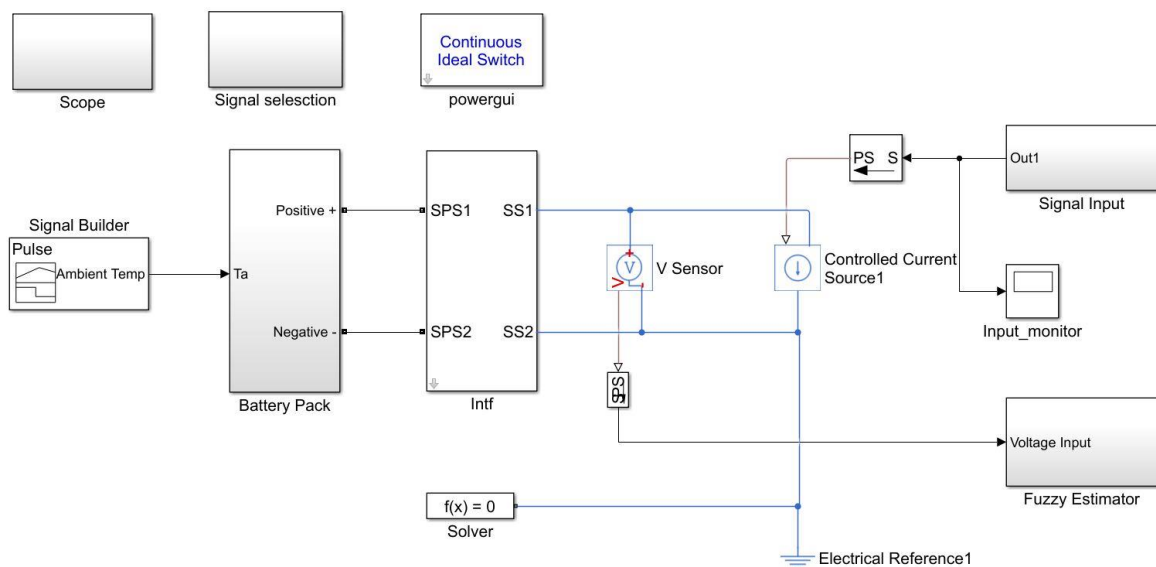 Continuous
Ideal Switch
Scope
Signal selesction
powergui
PS S
Out1
Signal Input
Signal Builder
Pulse
Ambient Temp
Ta
Positive +
Negative -
Battery Pack
SPS1
SS1
SPS2
SS2
Intf
V
V
+
-
V Sensor
Controlled Current
Source1
Input_monitor
SPS
Voltage Input
Fuzzy Estimator
f(x) = 0
Solver
Electrical Reference1